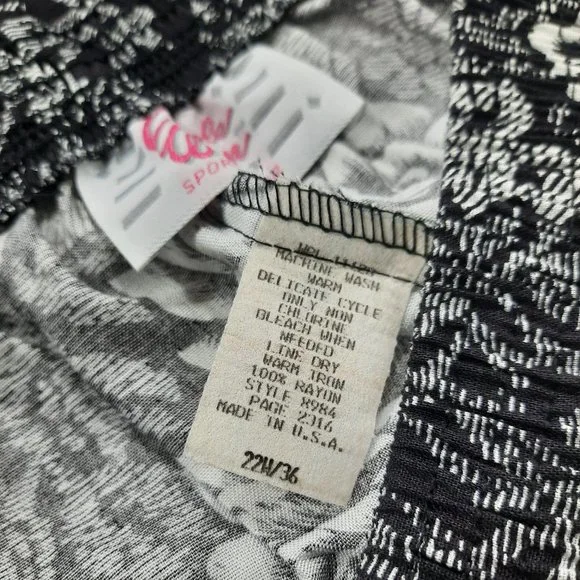 SPO
MACHINE WASH
WARM
DELICATE CYCLE
ONLY NON
CHLORINE
BLEACH WHEN
NEEDED
LINE DRY
WARM IRON
100% RAYON
STYLE 8984
PAGE 2316
MADE IN U.S.A.
22W/36